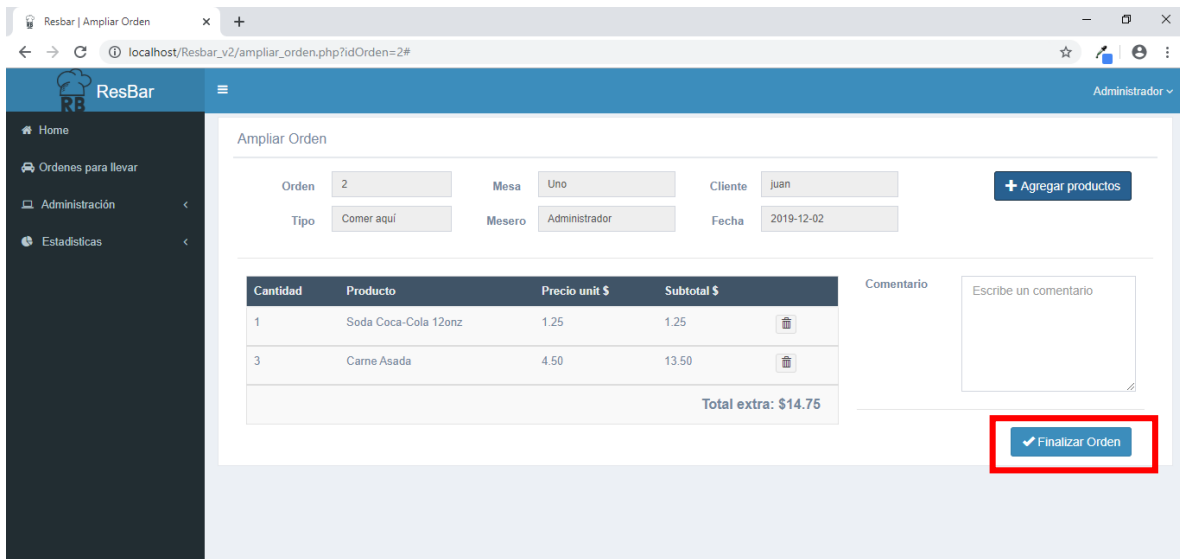 Resbar | Ampliar Orden
localhost/Resbar_v2/ampliar_orden.php?idOrden=2#
RB ResBar
Administrador
Home
Ordenes para llevar
Administración
Estadisticas
Ampliar Orden
Orden 2 Mesa Uno Cliente juan
+ Agregar productos
Tipo Comer aquí Mesero Administrador Fecha 2019-12-02
Cantidad Producto Precio unit $ Subtotal $
1 Soda Coca-Cola 12onz 1.25 1.25
3 Carne Asada 4.50 13.50
Total extra: $14.75
Comentario Escribe un comentario
Finalizar Orden